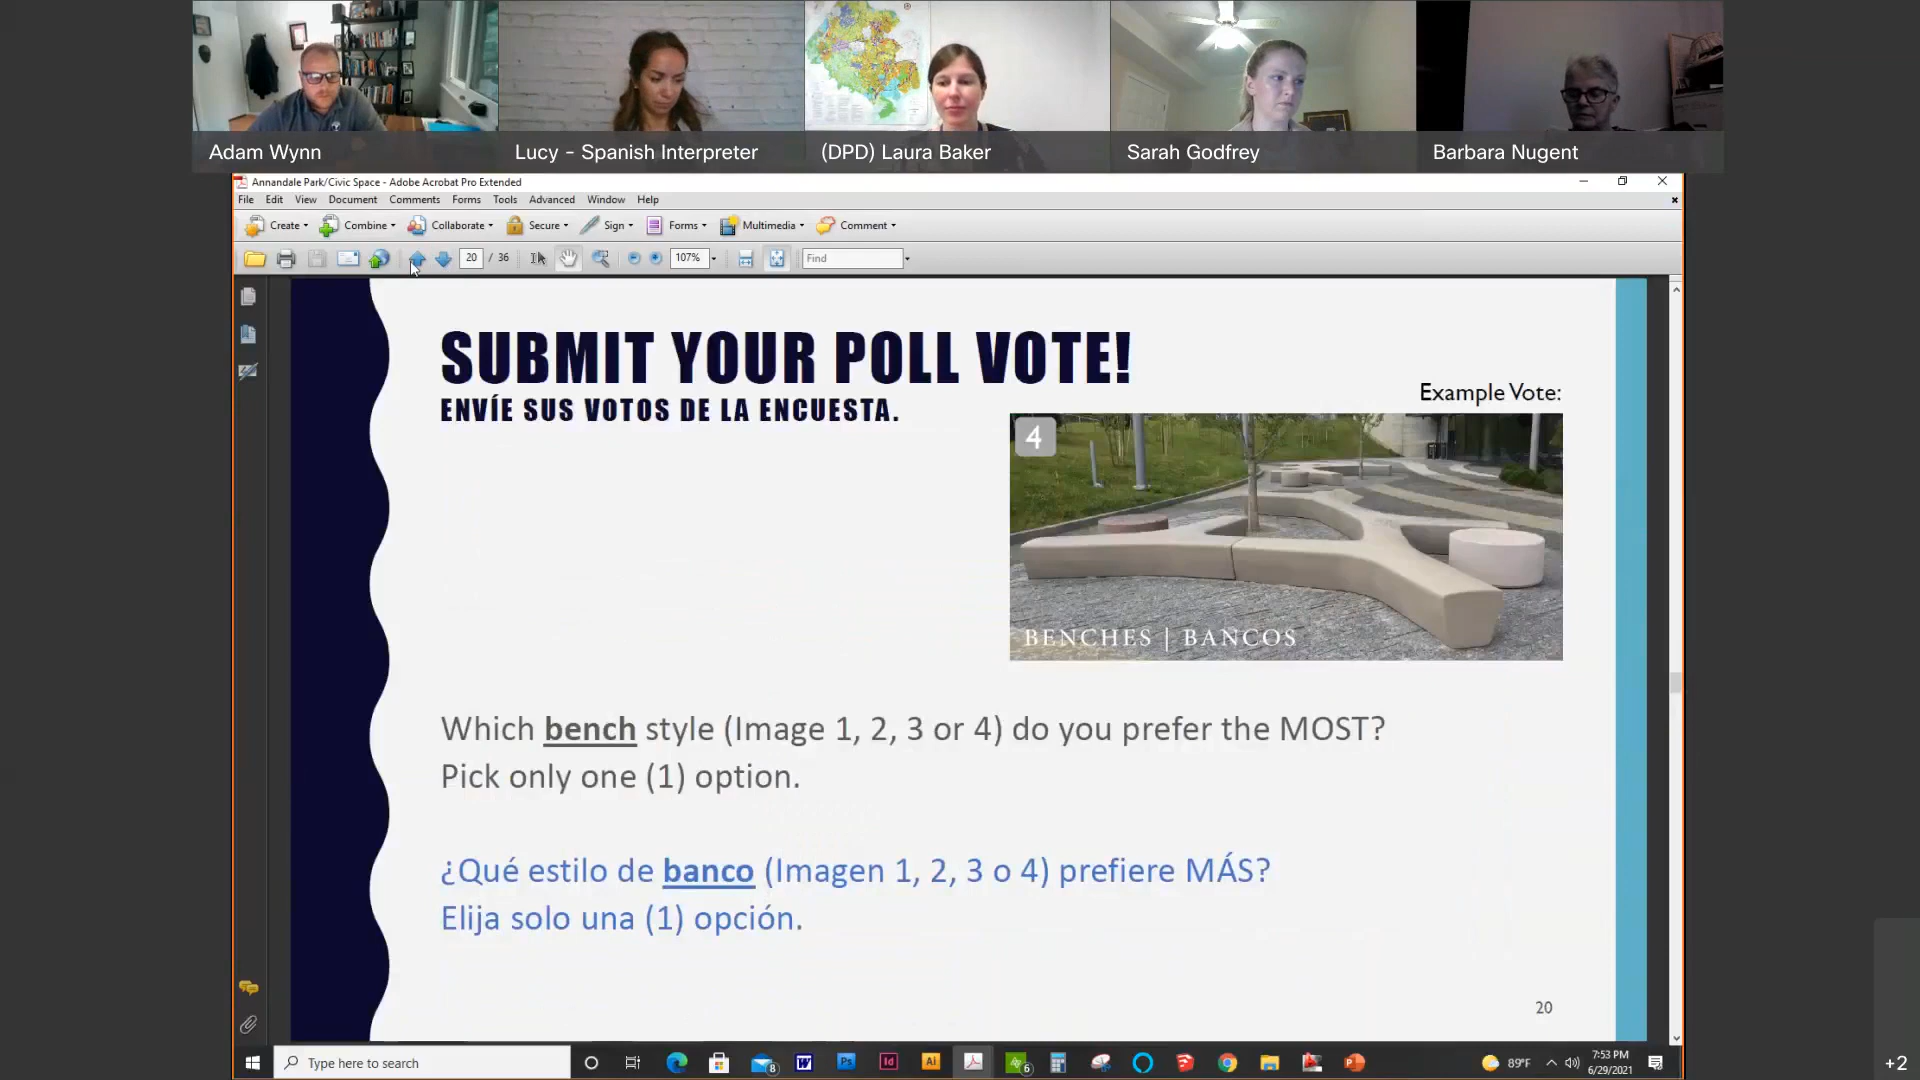 Adam Wynn
Lucy - Spanish Interpreter
(DPD) Laura Baker
Sarah Godfrey
Barbara Nugent
Annandale Park/Civic Space - Adobe Acrobat Pro Extended
File Edit View Document Comments Forms Tools Advanced Window Help
Create Combine Collaborate Secure Sign Forms Multimedia Comment
20 / 36 107% Find
SUBMIT YOUR POLL VOTE!
ENVÍE SUS VOTOS DE LA ENCUESTA.
Example Vote:
4
BENCHES | BANCOS
Which bench style (Image 1, 2, 3 or 4) do you prefer the MOST?
Pick only one (1) option.
¿Qué estilo de banco (Imagen 1, 2, 3 o 4) prefiere MÁS?
Elija solo una (1) opción.
20
Type here to search
8
W
Ps
Id
Ai
6
89°F
7:53 PM
6/29/2021
+2